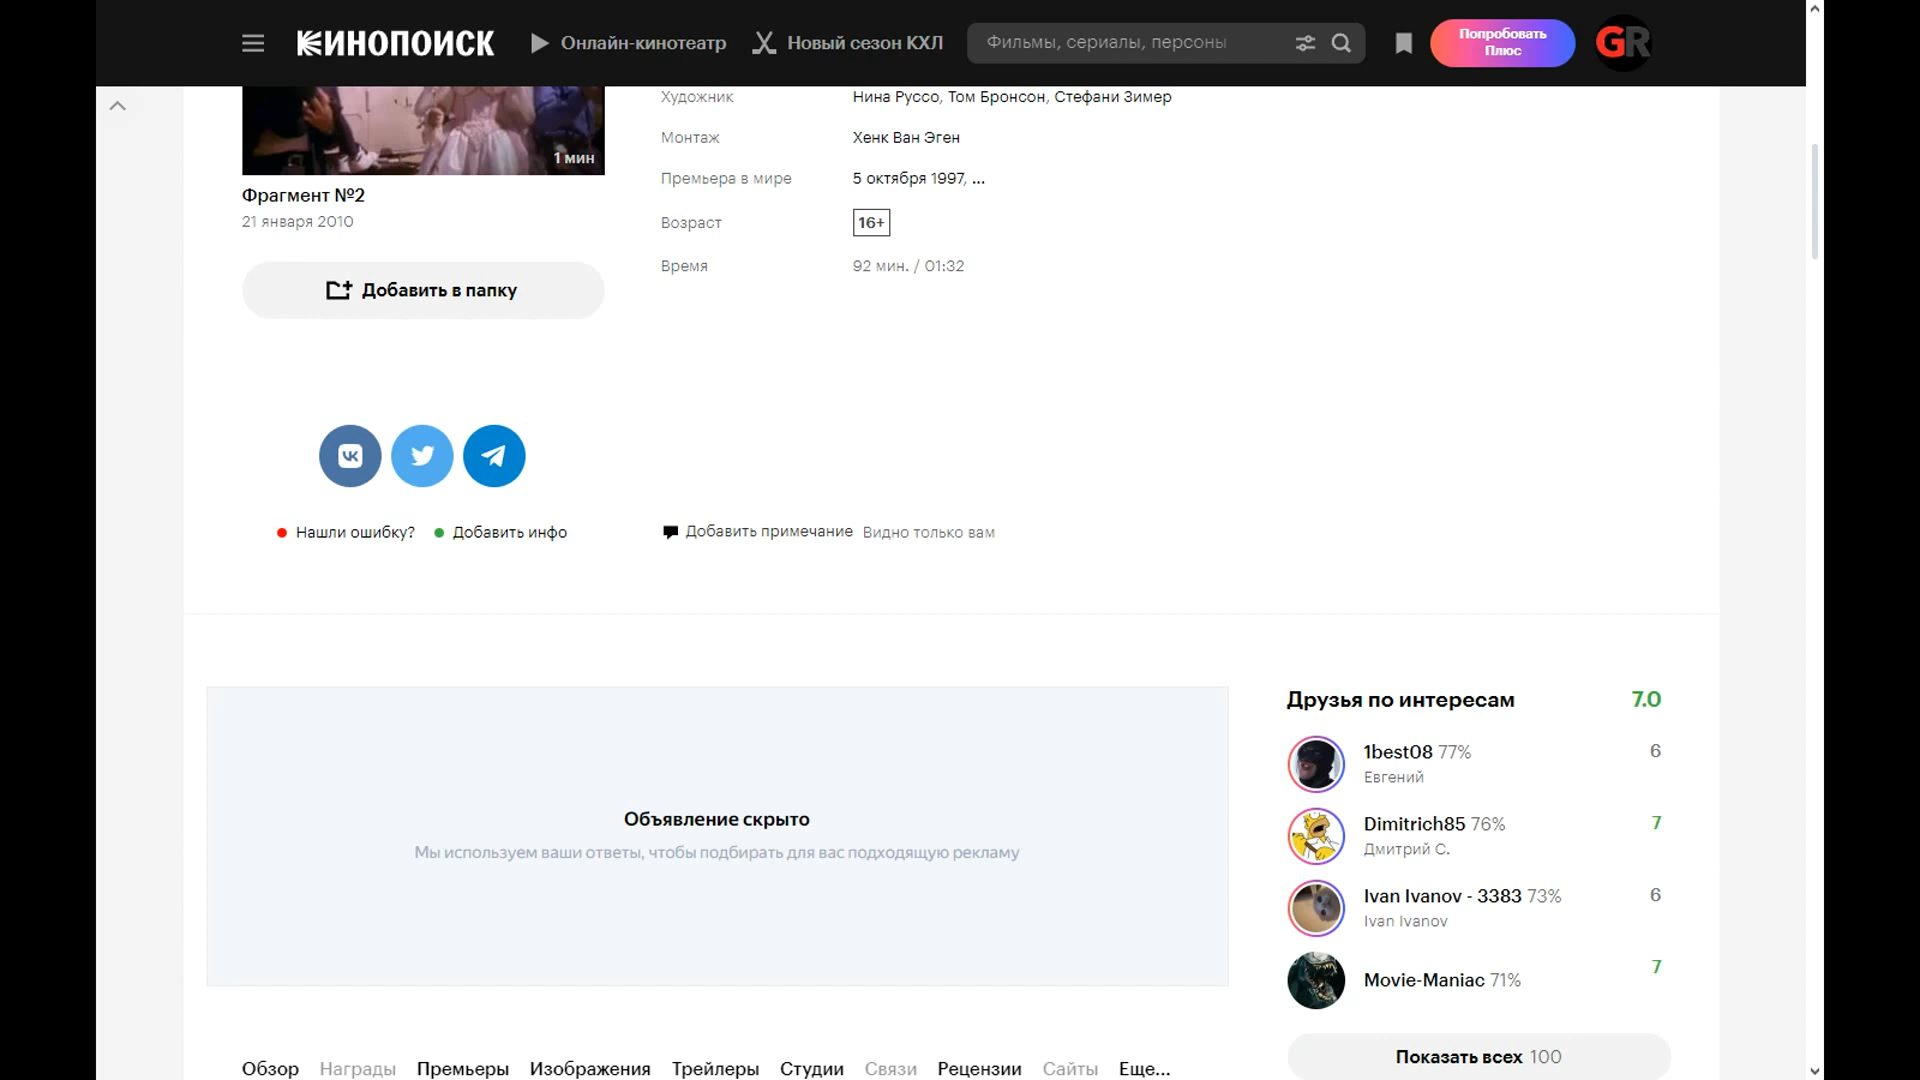 КИНОПОИСК
Онлайн-кинотеатр
Новый сезон КХЛ
Фильмы, сериалы, персоны
Попробовать
Плюс
GR
Художник Нина Руссо, Том Бронсон, Стефани Зимер
Монтаж Хенк Ван Эген
Премьера в мире 5 октября 1997, ...
Возраст 16+
Время 92 мин. / 01:32
1 мин
Фрагмент №2
21 января 2010
Добавить в папку
Нашли ошибку? Добавить инфо
Добавить примечание Видно только вам
Объявление скрыто
Мы используем ваши ответы, чтобы подбирать для вас подходящую рекламу
Друзья по интересам 7.0
1best08 77% 6
Евгений
Dimitrich85 76% 7
Дмитрий С.
Ivan Ivanov - 3383 73% 6
Ivan Ivanov
Movie-Maniac 71% 7
Показать всех 100
Обзор Награды Премьеры Изображения Трейлеры Студии Связи Рецензии Сайты Еще...